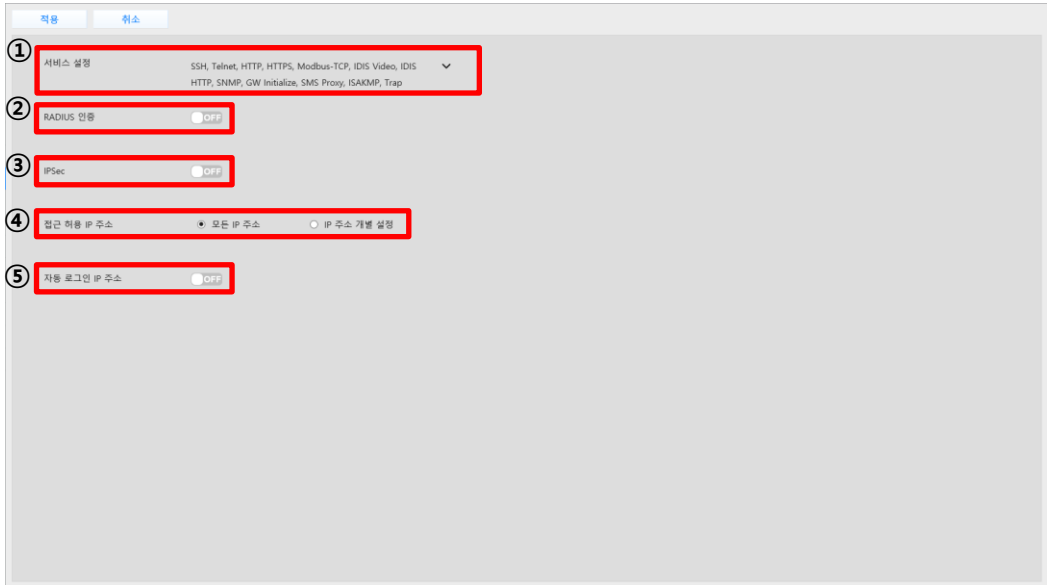 적용 취소
① 서비스 설정 SSH, Telnet, HTTP, HTTPS, Modbus-TCP, IDIS Video, IDIS
HTTP, SNMP, GW Initialize, SMS Proxy, ISAKMP, Trap
② RADIUS 인증 OFF
③ IPSec OFF
④ 접근 허용 IP 주소 모든 IP 주소 IP 주소 개별 설정
⑤ 자동 로그인 IP 주소 OFF